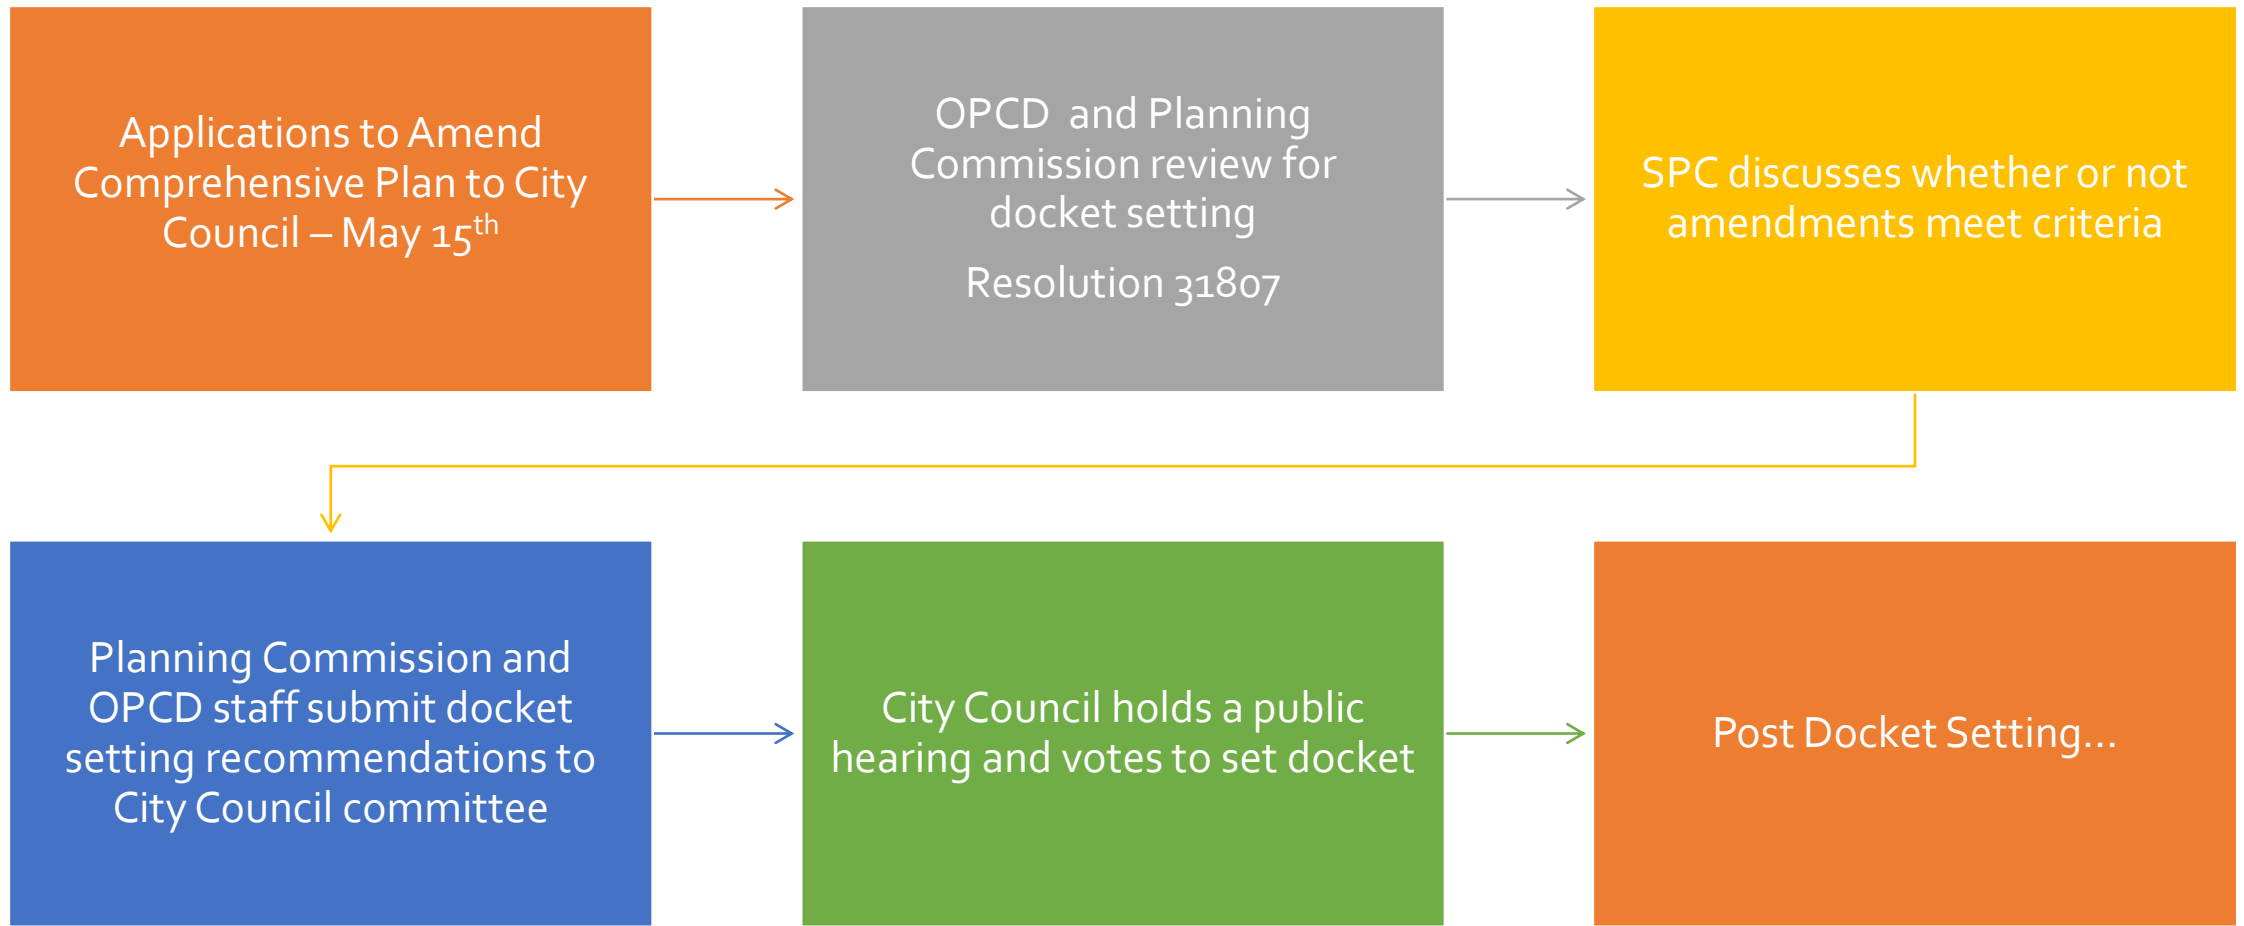 Applications to Amend
Comprehensive Plan to City
Council – May 15th
OPCD and Planning
Commission review for
docket setting
Resolution 31807
SPC discusses whether or not
amendments meet criteria
Planning Commission and
OPCD staff submit docket
setting recommendations to
City Council committee
City Council holds a public
hearing and votes to set docket
Post Docket Setting...